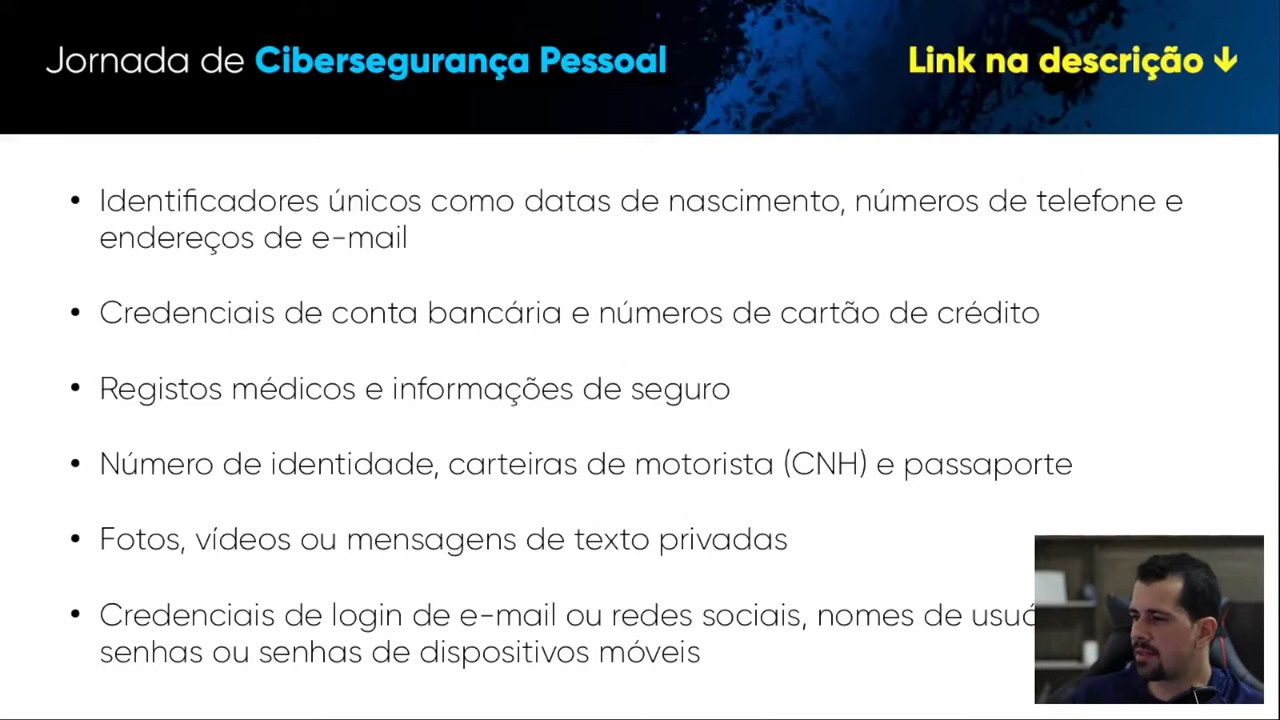 Jornada de Cibersegurança Pessoal
Link na descrição ↓
• Identificadores únicos como datas de nascimento, números de telefone e
endereços de e-mail
• Credenciais de conta bancária e números de cartão de crédito
• Registos médicos e informações de seguro
• Número de identidade, carteiras de motorista (CNH) e passaporte
• Fotos, vídeos ou mensagens de texto privadas
• Credenciais de login de e-mail ou redes sociais, nomes de
senhas ou senhas de dispositivos móveis